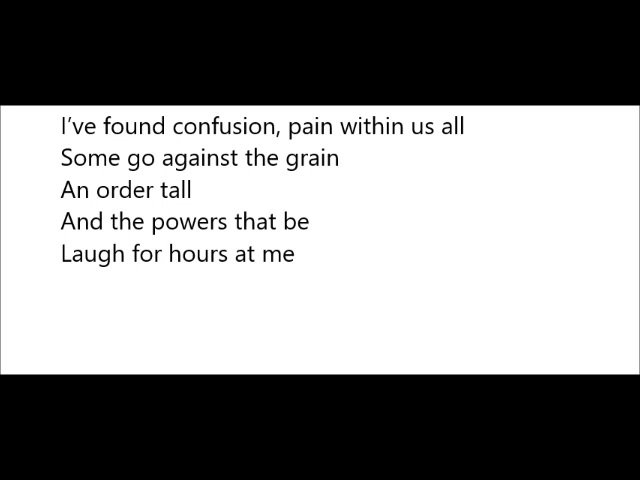 I've found confusion, pain within us all
Some go against the grain
An order tall
And the powers that be
Laugh for hours at me